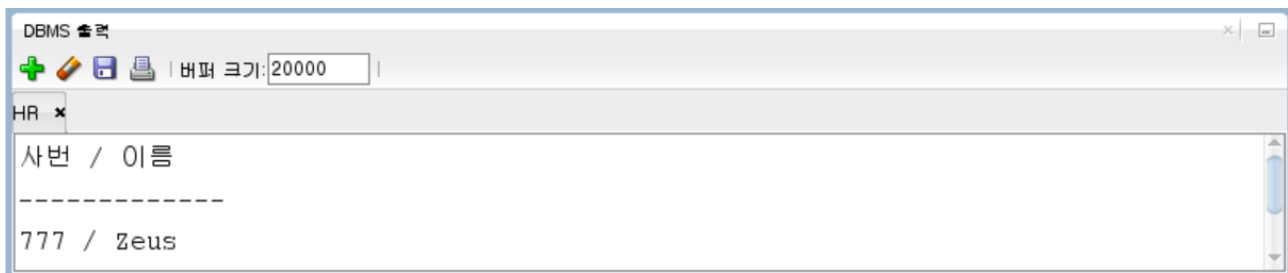 DBMS 출력
버퍼 크기: 20000
HR
사번 / 이름
-------------
777 / Zeus